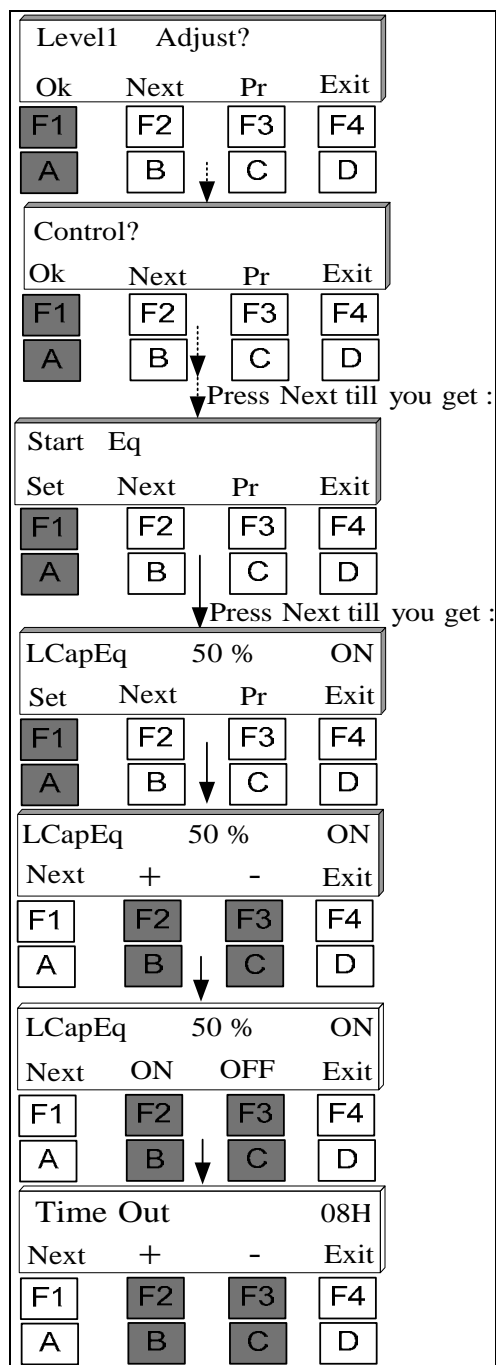 Level1 Adjust?
Ok Next Pr Exit
F1 F2 F3 F4
A B C D
Control?
Ok Next Pr Exit
F1 F2 F3 F4
A B C D
Press Next till you get :
Start Eq
Set Next Pr Exit
F1 F2 F3 F4
A B C D
Press Next till you get :
LCapEq 50 % ON
Set Next Pr Exit
F1 F2 F3 F4
A B C D
LCapEq 50 % ON
Next + - Exit
F1 F2 F3 F4
A B C D
LCapEq 50 % ON
Next ON OFF Exit
F1 F2 F3 F4
A B C D
Time Out 08H
Next + - Exit
F1 F2 F3 F4
A B C D